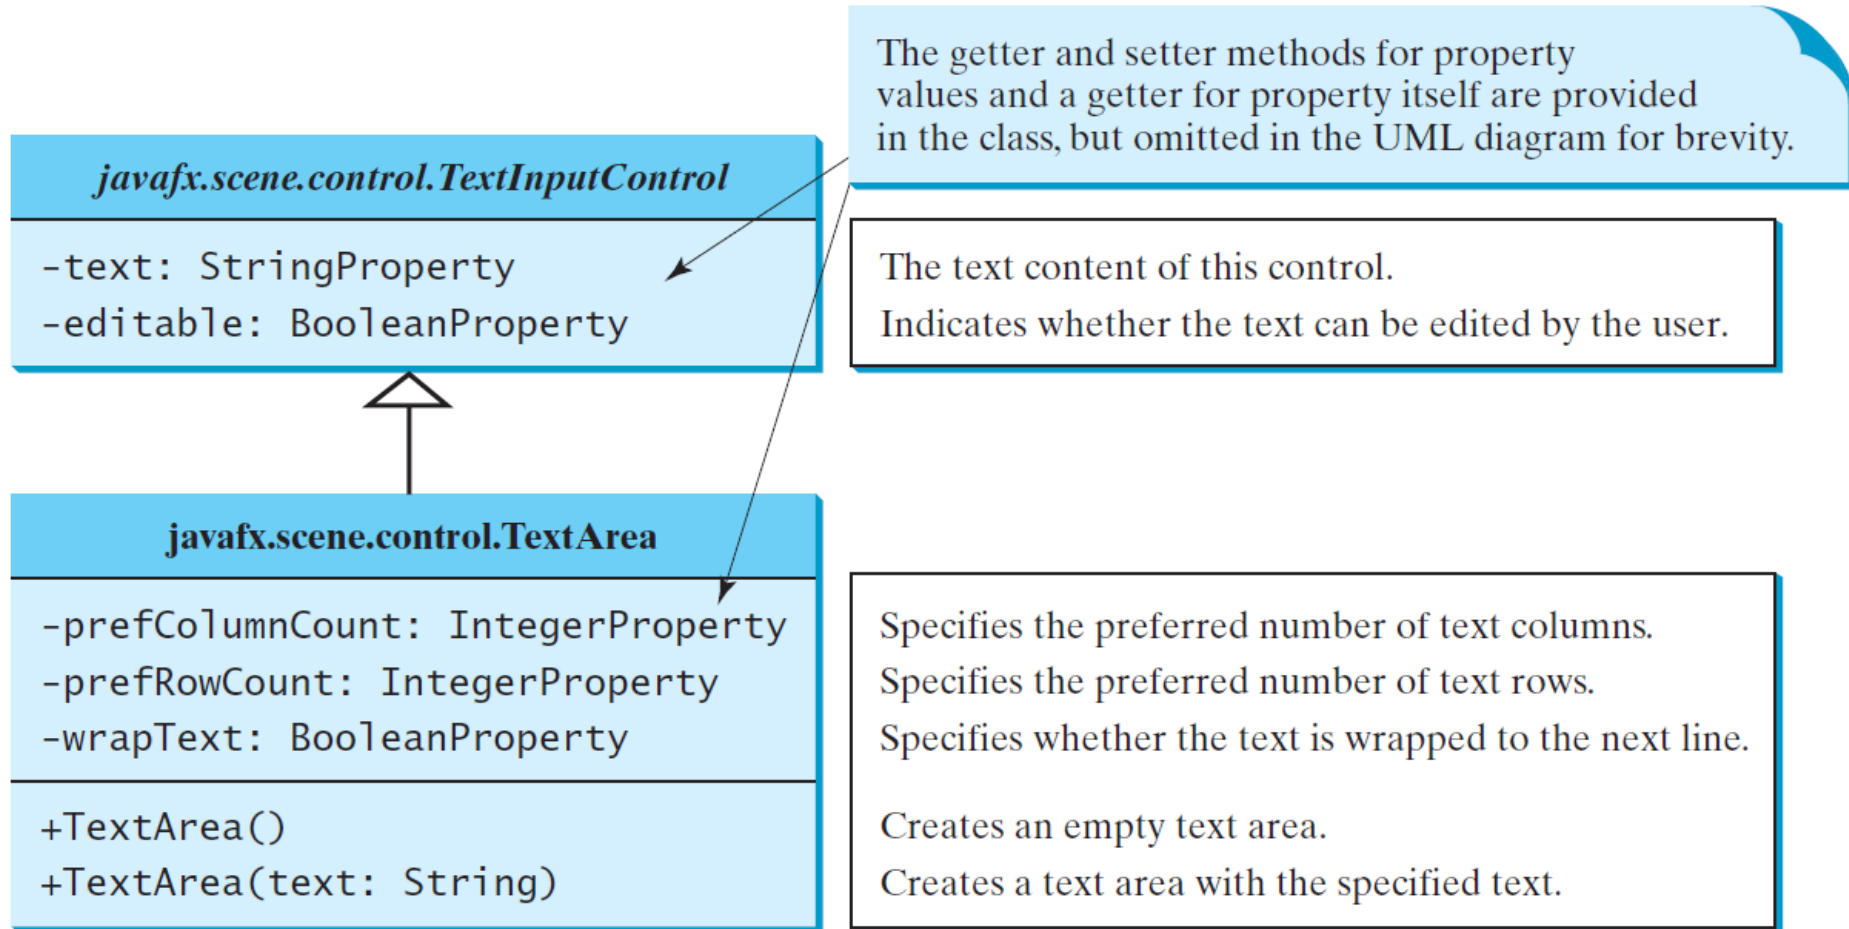 The getter and setter methods for property
values and a getter for property itself are provided
in the class, but omitted in the UML diagram for brevity.
javafx.scene.control.TextInputControl
-text: StringProperty
The text content of this control.
-editable: BooleanProperty
Indicates whether the text can be edited by the user.
javafx.scene.control.TextArea
-prefColumnCount: IntegerProperty
Specifies the preferred number of text columns.
-prefRowCount: IntegerProperty
Specifies the preferred number of text rows.
-wrapText: BooleanProperty
Specifies whether the text is wrapped to the next line.
+TextArea()
Creates an empty text area.
+TextArea(text: String)
Creates a text area with the specified text.